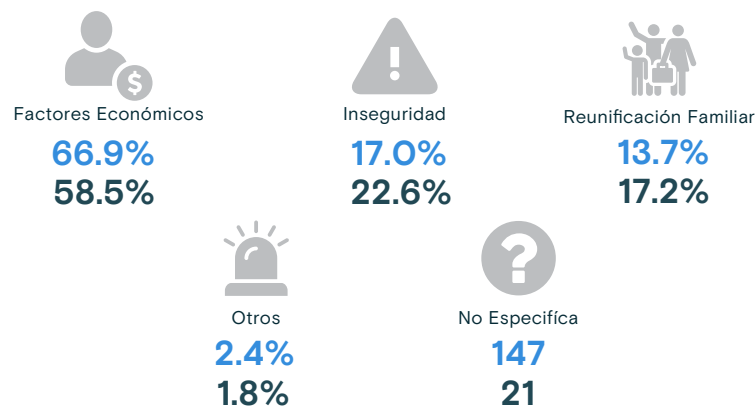 Factores Económicos
66.9%
58.5%
Inseguridad
17.0%
22.6%
Reunificación Familiar
13.7%
17.2%
Otros
2.4%
1.8%
No Especifíca
147
21